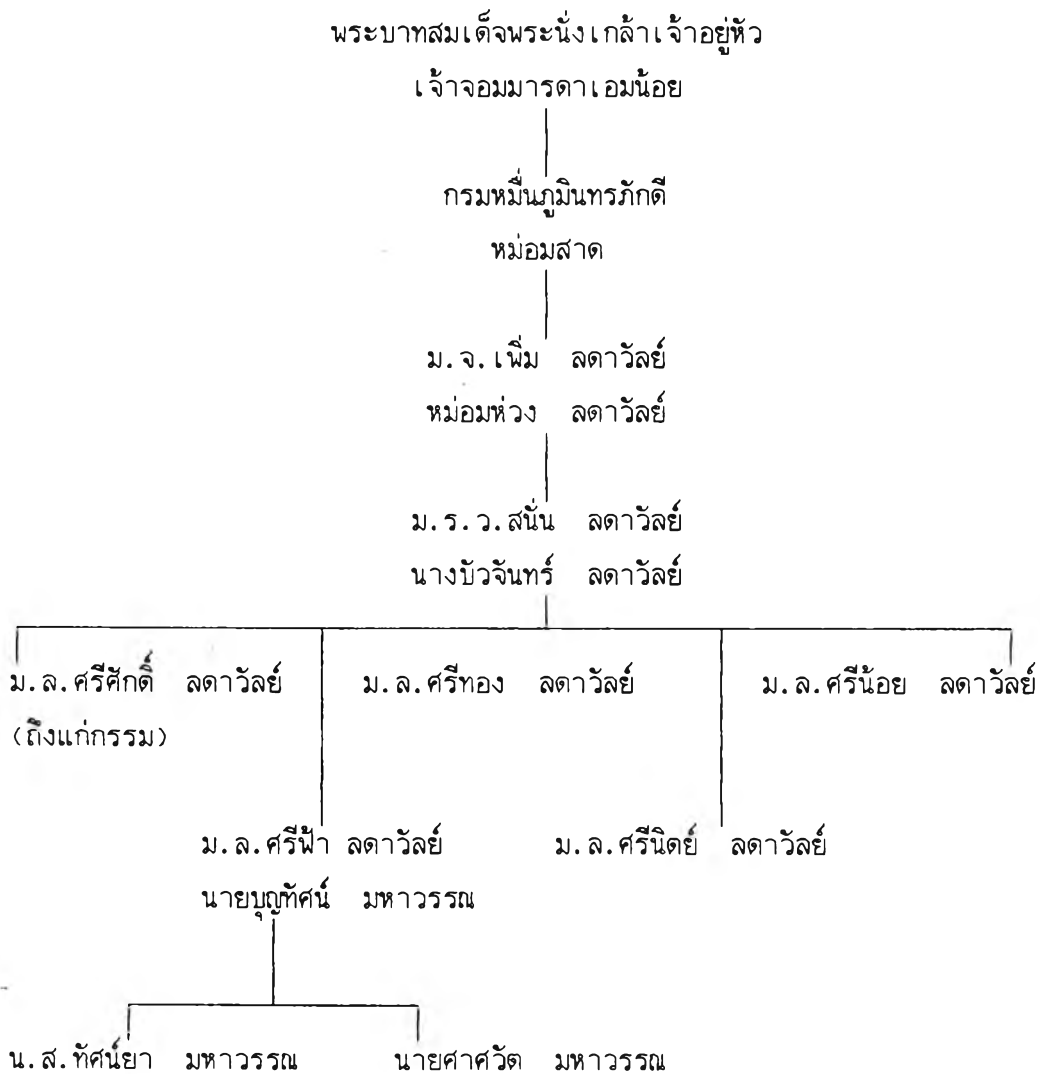 พระบาทสมเด็จพระนั่งเกล้าเจ้าอยู่หัว
เจ้าจอมมารดาเอมน้อย
กรมหมื่นภูมินทรภักดี
หม่อมสาด
ม.จ.เพิ่ม ลดาวัลย์
หม่อมห่วง ลดาวัลย์
ม.ร.ว.สนั่น ลดาวัลย์
นางบัวจันทร์ ลดาวัลย์
ม.ล.ศรีศักดิ์ ลดาวัลย์ ม.ล.ศรีทอง ลดาวัลย์ ม.ล.ศรีน้อย ลดาวัลย์
(ถึงแก่กรรม)
ม.ล.ศรีฟ้า ลดาวัลย์ ม.ล.ศรีนิตย์ ลดาวัลย์
นายบุญทัศน์ มหาวรรณ
น.ส.ทัศน์ยา มหาวรรณ นายศาศวัต มหาวรรณ